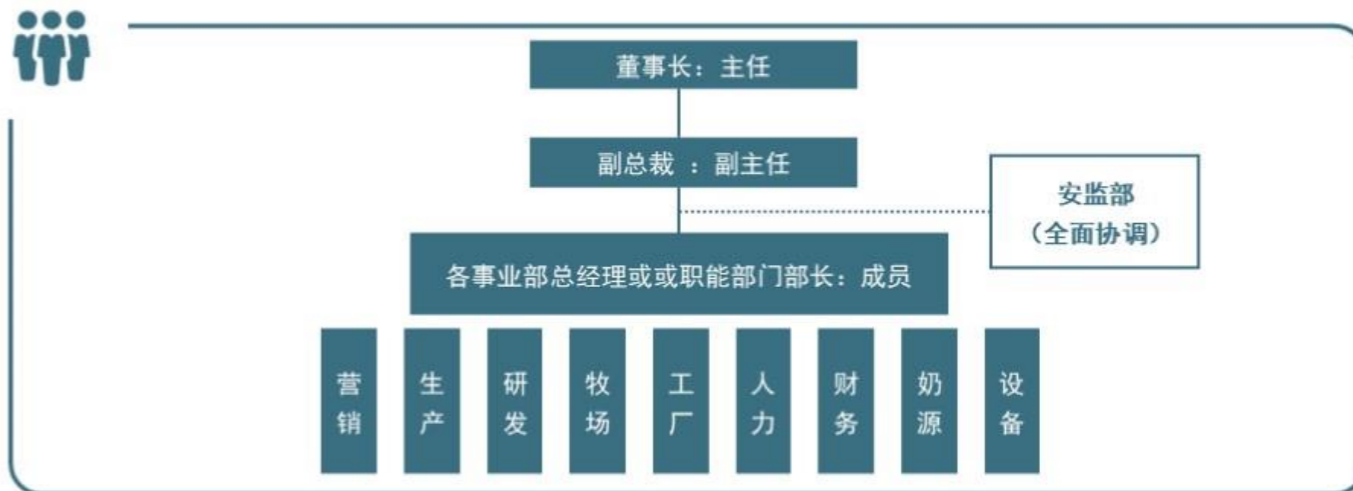 董事长：主任
副总裁 ：副主任
安监部
（全面协调）
各事业部总经理或或职能部门部长：成员
营销
生产
研发
牧场
工厂
人力
财务
奶源
设备